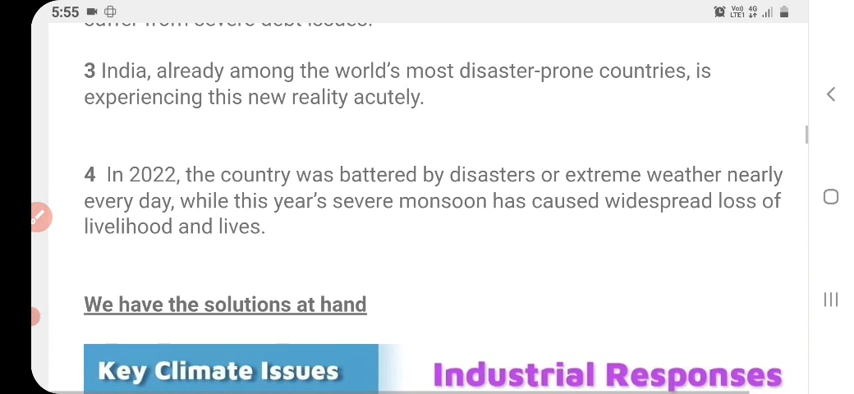 5:55
Vo) 4G
LTE1
3 India, already among the world's most disaster-prone countries, is
experiencing this new reality acutely.
4 In 2022, the country was battered by disasters or extreme weather nearly
every day, while this year's severe monsoon has caused widespread loss of
livelihood and lives.
We have the solutions at hand
Key Climate Issues
Industrial Responses